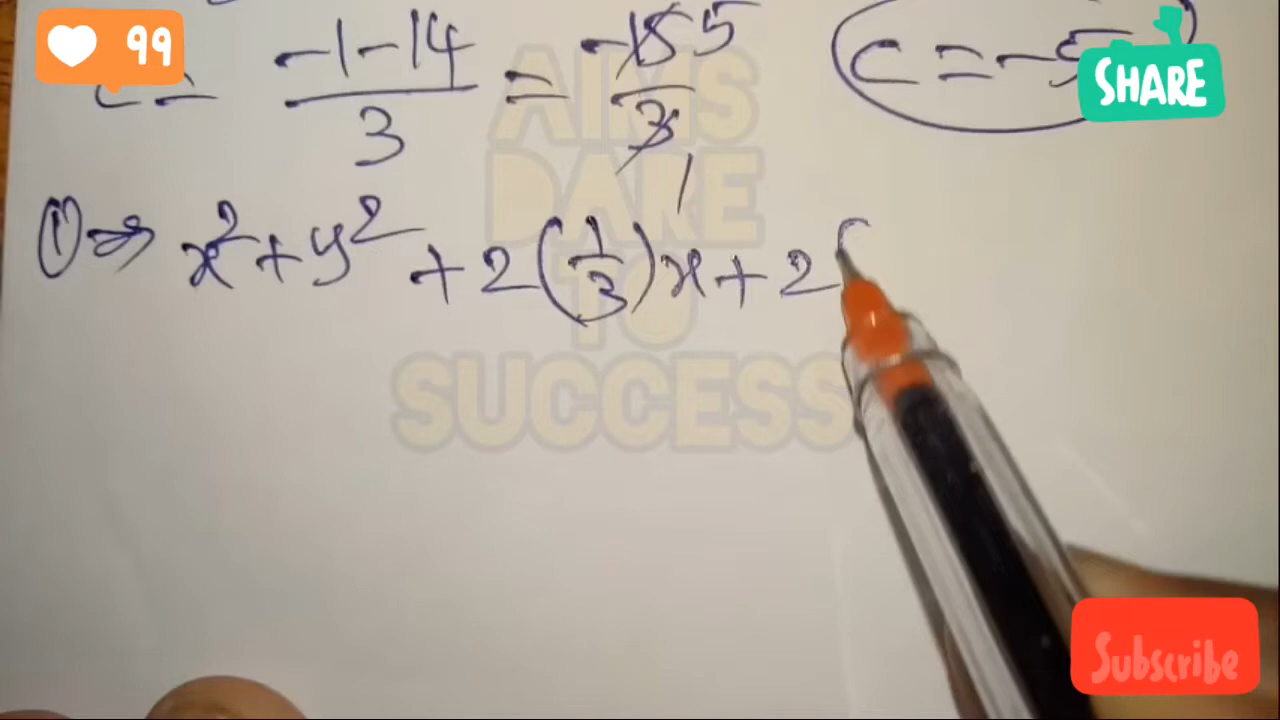 99
c = -1-14/3 = -15 5/3 1
c = -5
SHARE
① ⇒ x² + y² + 2(1/3)x + 2(
AIMS
DARE
TO
SUCCESS
Subscribe